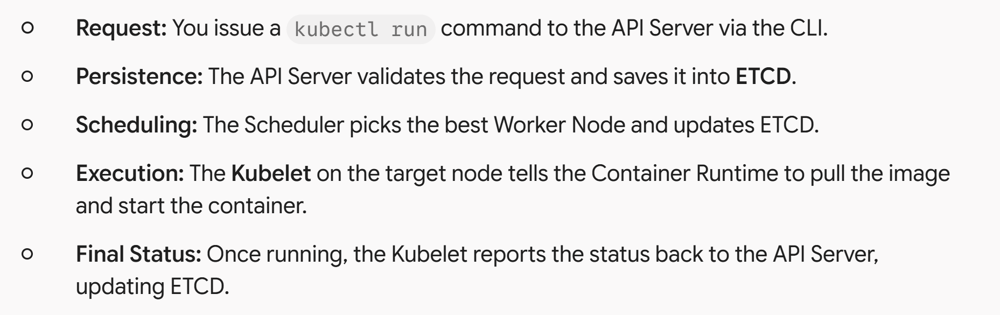 Request: You issue a kubectl run command to the API Server via the CLI.
Persistence: The API Server validates the request and saves it into ETCD.
Scheduling: The Scheduler picks the best Worker Node and updates ETCD.
Execution: The Kubelet on the target node tells the Container Runtime to pull the image
and start the container.
Final Status: Once running, the Kubelet reports the status back to the API Server,
updating ETCD.